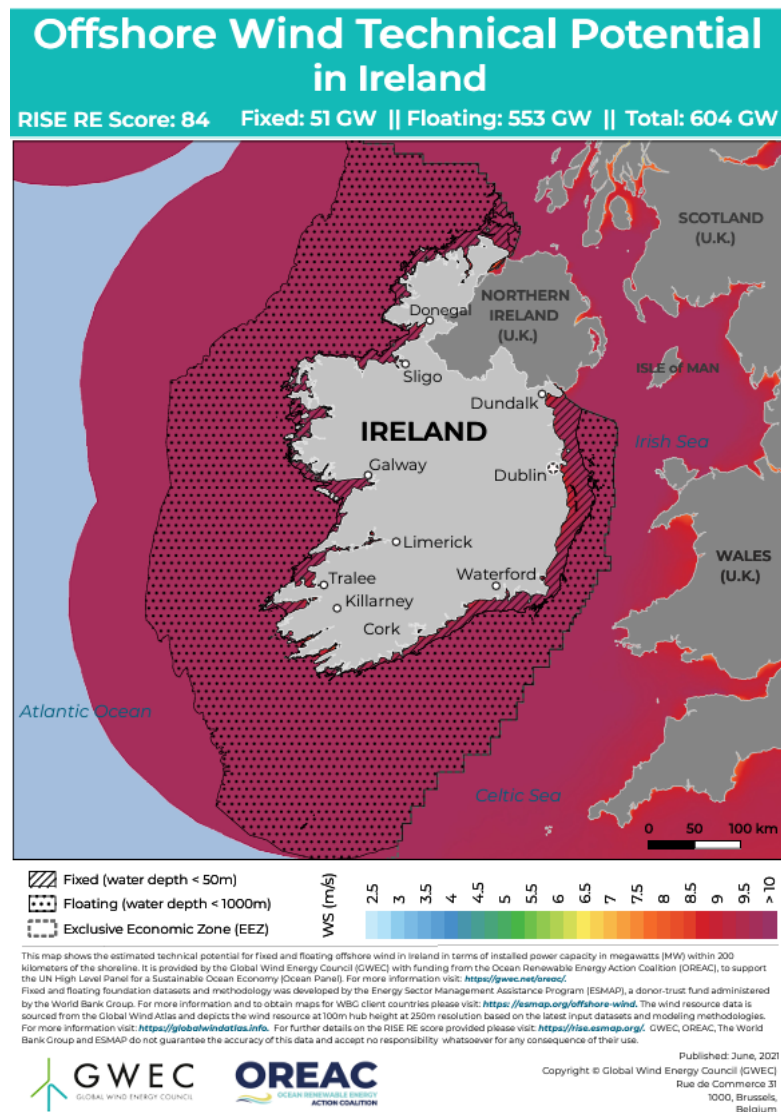 Offshore Wind Technical Potential
in Ireland
RISE RE Score: 84 Fixed: 51 GW || Floating: 553 GW || Total: 604 GW
SCOTLAND
(U.K.)
NORTHERN
IRELAND
(U.K.)
Donegal
ISLE of MAN
Sligo
Dundalk
IRELAND
Irish Sea
Galway
Dublin
Limerick
WALES
(U.K.)
Tralee
Waterford
Killarney
Cork
Atlantic Ocean
Celtic Sea
0 50 100 km
Fixed (water depth < 50m)
Floating (water depth < 1000m)
Exclusive Economic Zone (EEZ)
WS (m/s)
2.5 3 3.5 4 4.5 5 5.5 6 6.5 7 7.5 8 8.5 9 9.5 > 10
This map shows the estimated technical potential for fixed and floating offshore wind in Ireland in terms of installed power capacity in megawatts (MW) within 200
kilometers of the shoreline. It is provided by the Global Wind Energy Council (GWEC) with funding from the Ocean Renewable Energy Action Coalition (OREAC), to support
the UN High Level Panel for a Sustainable Ocean Economy (Ocean Panel). For more information visit: https://gwec.net/oreac/.
Fixed and floating foundation datasets and methodology was developed by the Energy Sector Management Assistance Program (ESMAP), a donor-trust fund administered
by the World Bank Group. For more information and to obtain maps for WBG client countries please visit: https: //esmap.org/offshore-wind. The wind resource data is
sourced from the Global Wind Atlas and depicts the wind resource at 100m hub height at 250m resolution based on the latest input datasets and modeling methodologies.
For more information visit: https://globalwindatlas.info. For further details on the RISE RE score provided please visit: https://rise.esmap.org/. GWEC, OREAC, The World
Bank Group and ESMAP do not guarantee the accuracy of this data and accept no responsibility whatsoever for any consequence of their use.
GWEC
GLOBAL WIND ENERGY COUNCIL
OREAC
OCEAN RENEWABLE ENERGY
ACTION COALITION
Published: June, 2021
Copyright © Global Wind Energy Council (GWEC)
Rue de Commerce 31
1000, Brussels,
Belgium